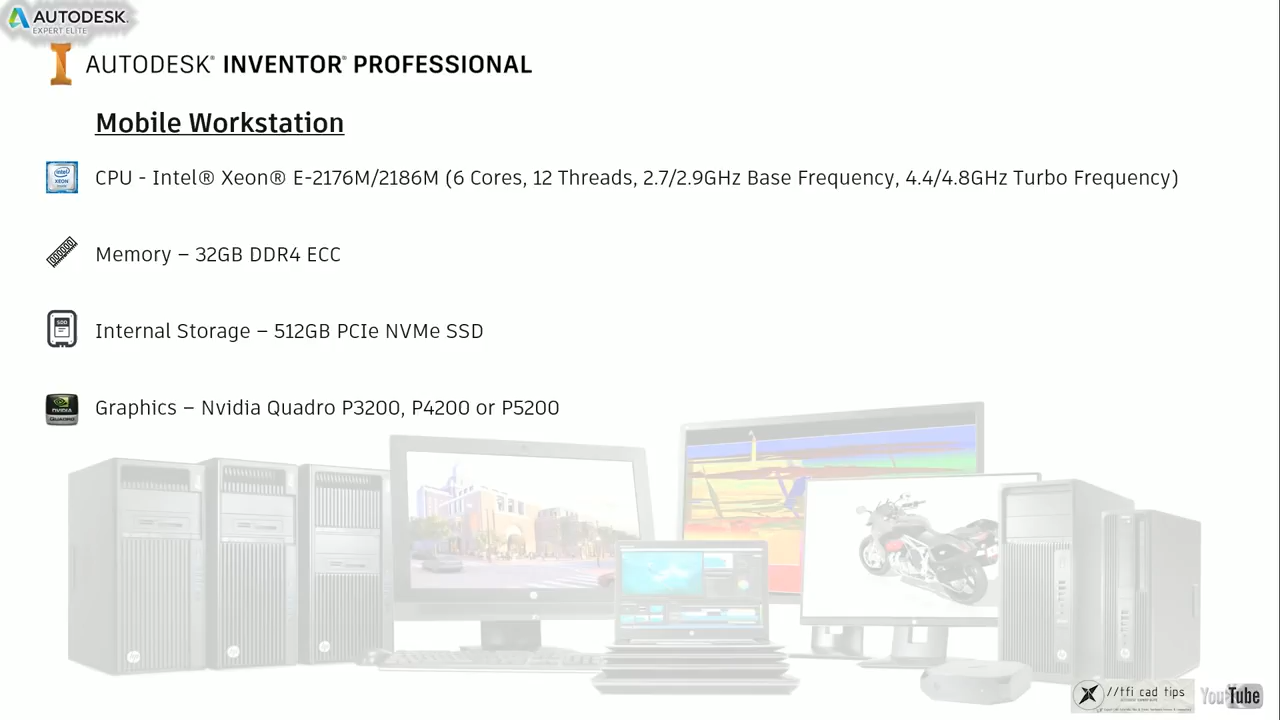 AUTODESK.
EXPERT ELITE
AUTODESK® INVENTOR® PROFESSIONAL
Mobile Workstation
CPU - Intel® Xeon® E-2176M/2186M (6 Cores, 12 Threads, 2.7/2.9GHz Base Frequency, 4.4/4.8GHz Turbo Frequency)
Memory – 32GB DDR4 ECC
Internal Storage – 512GB PCIe NVMe SSD
Graphics – Nvidia Quadro P3200, P4200 or P5200
//tfi cad tips
YouTube